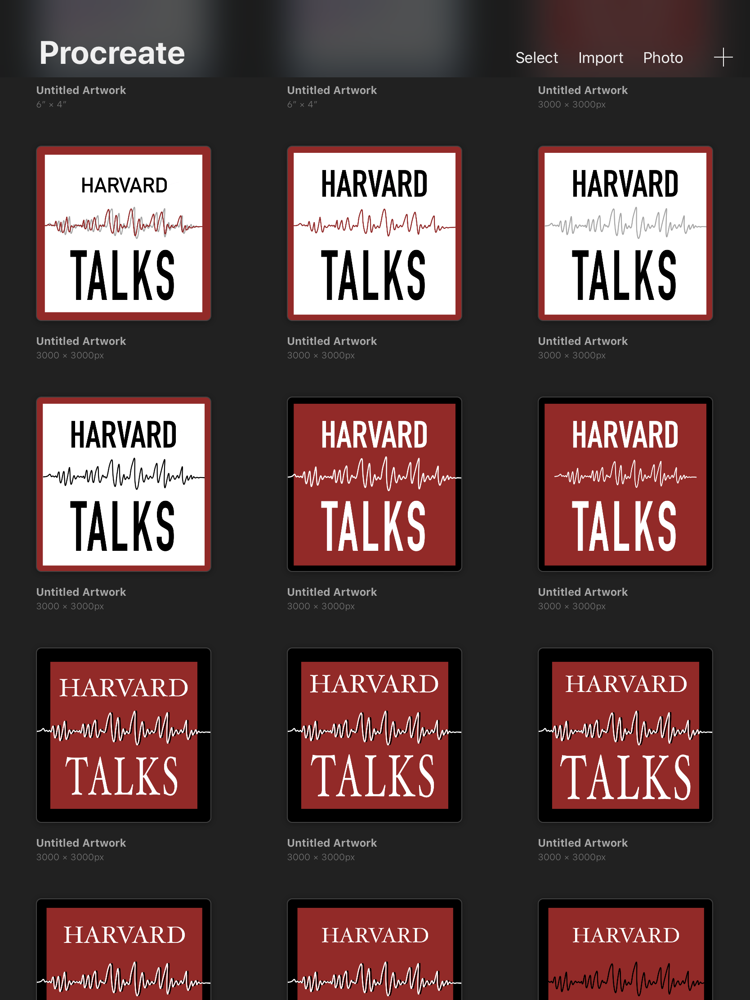 Procreate
Select Import Photo
Untitled Artwork Untitled Artwork Untitled Artwork
6” × 4” 6” × 4” 3000 × 3000px
HARVARD HARVARD HARVARD
TALKS TALKS TALKS
Untitled Artwork Untitled Artwork Untitled Artwork
3000 × 3000px 3000 × 3000px 3000 × 3000px
HARVARD HARVARD HARVARD
TALKS TALKS TALKS
Untitled Artwork Untitled Artwork Untitled Artwork
3000 × 3000px 3000 × 3000px 3000 × 3000px
HARVARD HARVARD HARVARD
TALKS TALKS TALKS
Untitled Artwork Untitled Artwork Untitled Artwork
3000 × 3000px 3000 × 3000px 3000 × 3000px
HARVARD HARVARD HARVARD